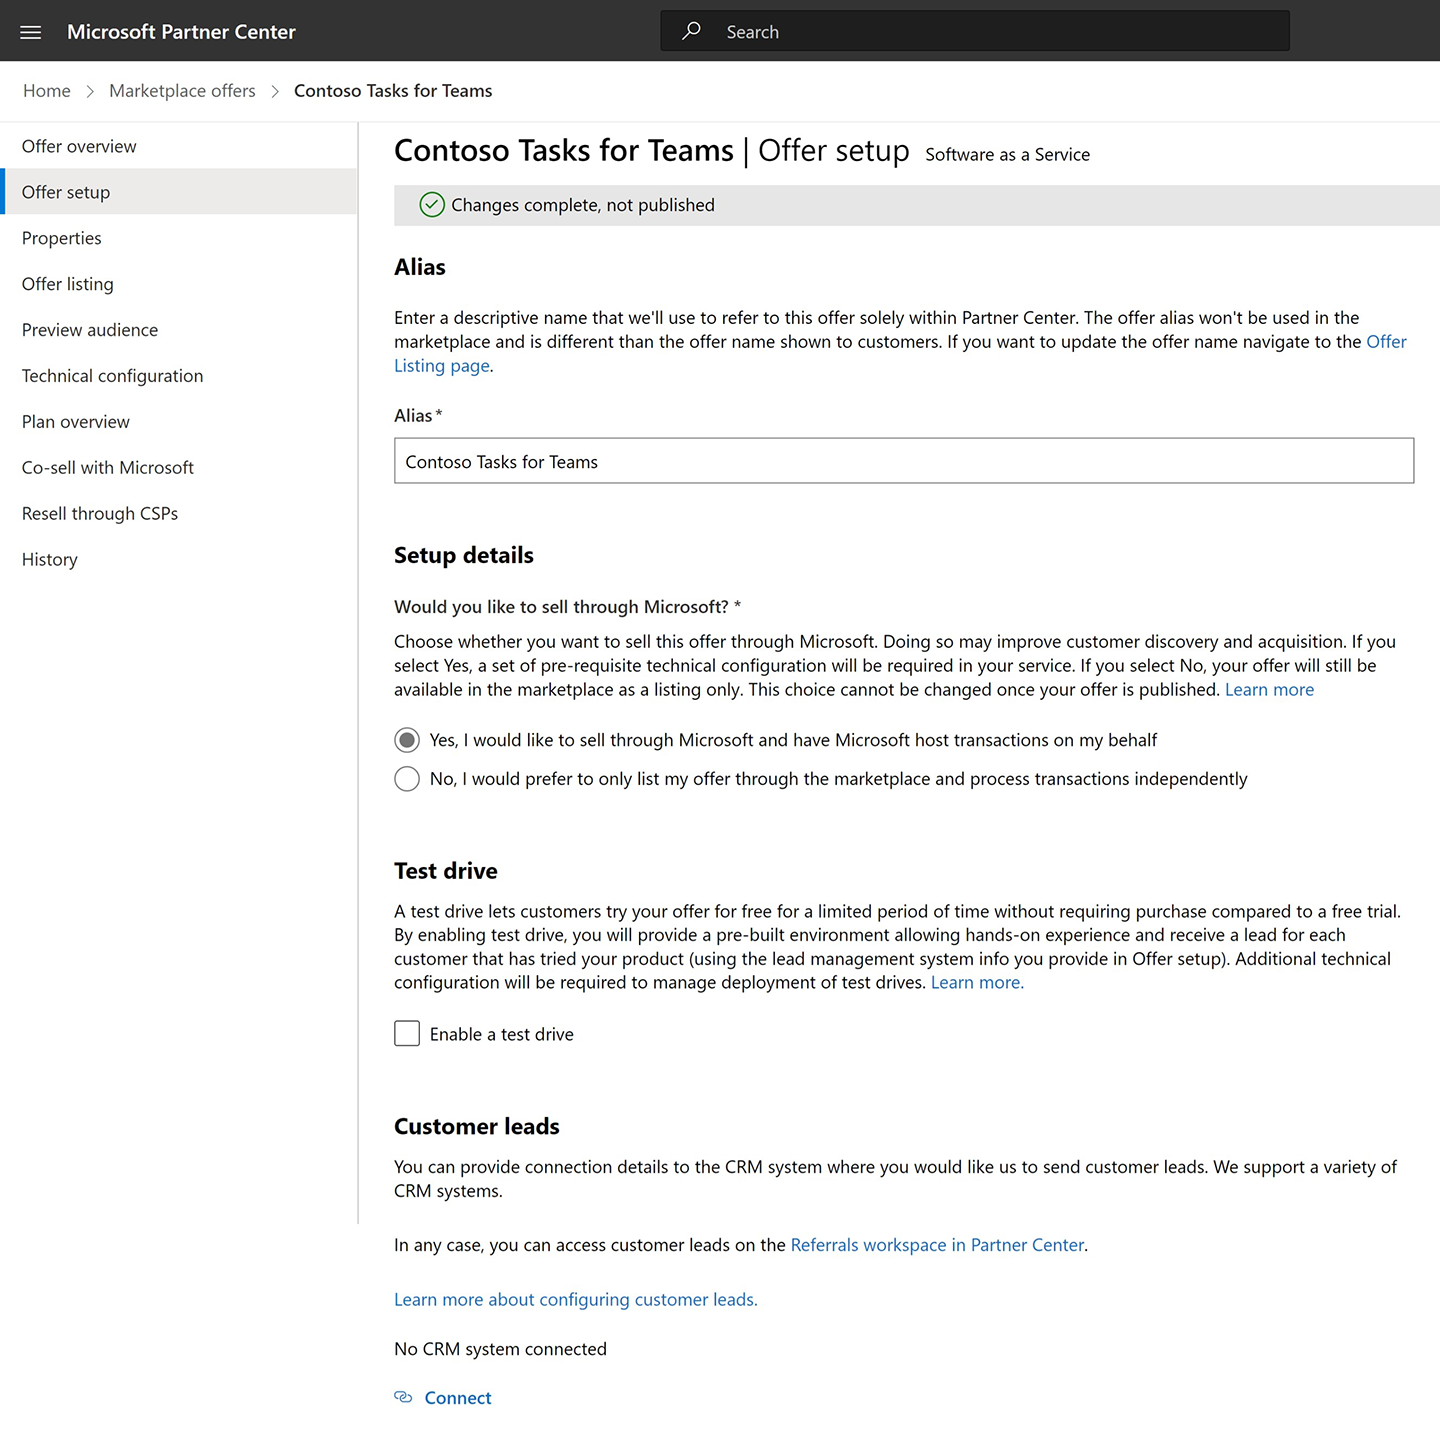 Microsoft Partner Center
Search
Home > Marketplace offers > Contoso Tasks for Teams
Offer overview
Offer setup
Properties
Offer listing
Preview audience
Technical configuration
Plan overview
Co-sell with Microsoft
Resell through CSPs
History
Contoso Tasks for Teams | Offer setup Software as a Service
Changes complete, not published
Alias
Enter a descriptive name that we'll use to refer to this offer solely within Partner Center. The offer alias won't be used in the
marketplace and is different than the offer name shown to customers. If you want to update the offer name navigate to the Offer
Listing page.
Alias *
Contoso Tasks for Teams
Setup details
Would you like to sell through Microsoft? *
Choose whether you want to sell this offer through Microsoft. Doing so may improve customer discovery and acquisition. If you
select Yes, a set of pre-requisite technical configuration will be required in your service. If you select No, your offer will still be
available in the marketplace as a listing only. This choice cannot be changed once your offer is published. Learn more
Yes, I would like to sell through Microsoft and have Microsoft host transactions on my behalf
No, I would prefer to only list my offer through the marketplace and process transactions independently
Test drive
A test drive lets customers try your offer for free for a limited period of time without requiring purchase compared to a free trial.
By enabling test drive, you will provide a pre-built environment allowing hands-on experience and receive a lead for each
customer that has tried your product (using the lead management system info you provide in Offer setup). Additional technical
configuration will be required to manage deployment of test drives. Learn more.
Enable a test drive
Customer leads
You can provide connection details to the CRM system where you would like us to send customer leads. We support a variety of
CRM systems.
In any case, you can access customer leads on the Referrals workspace in Partner Center.
Learn more about configuring customer leads.
No CRM system connected
Connect